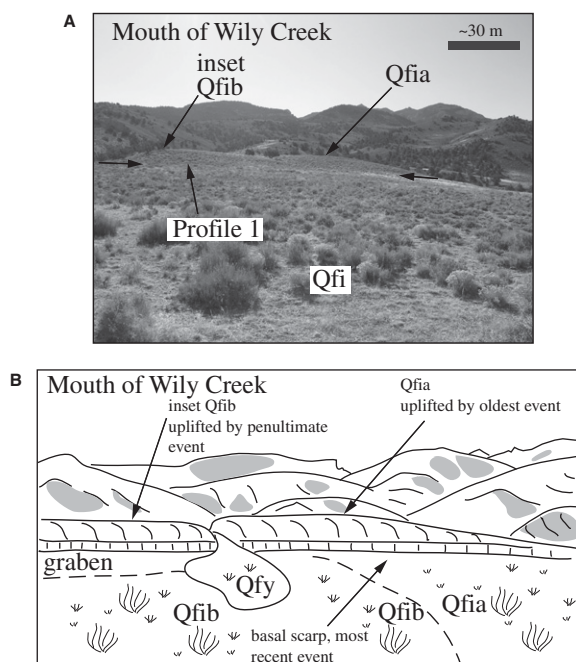 A
Mouth of Wily Creek
~30 m
inset
Qfib
Qfia
Profile 1
Qfi
B
Mouth of Wily Creek
Qfia
uplifted by oldest event
inset Qfib
uplifted by penultimate
event
graben
Qfy
Qfib
Qfib
Qfia
basal scarp, most
recent event